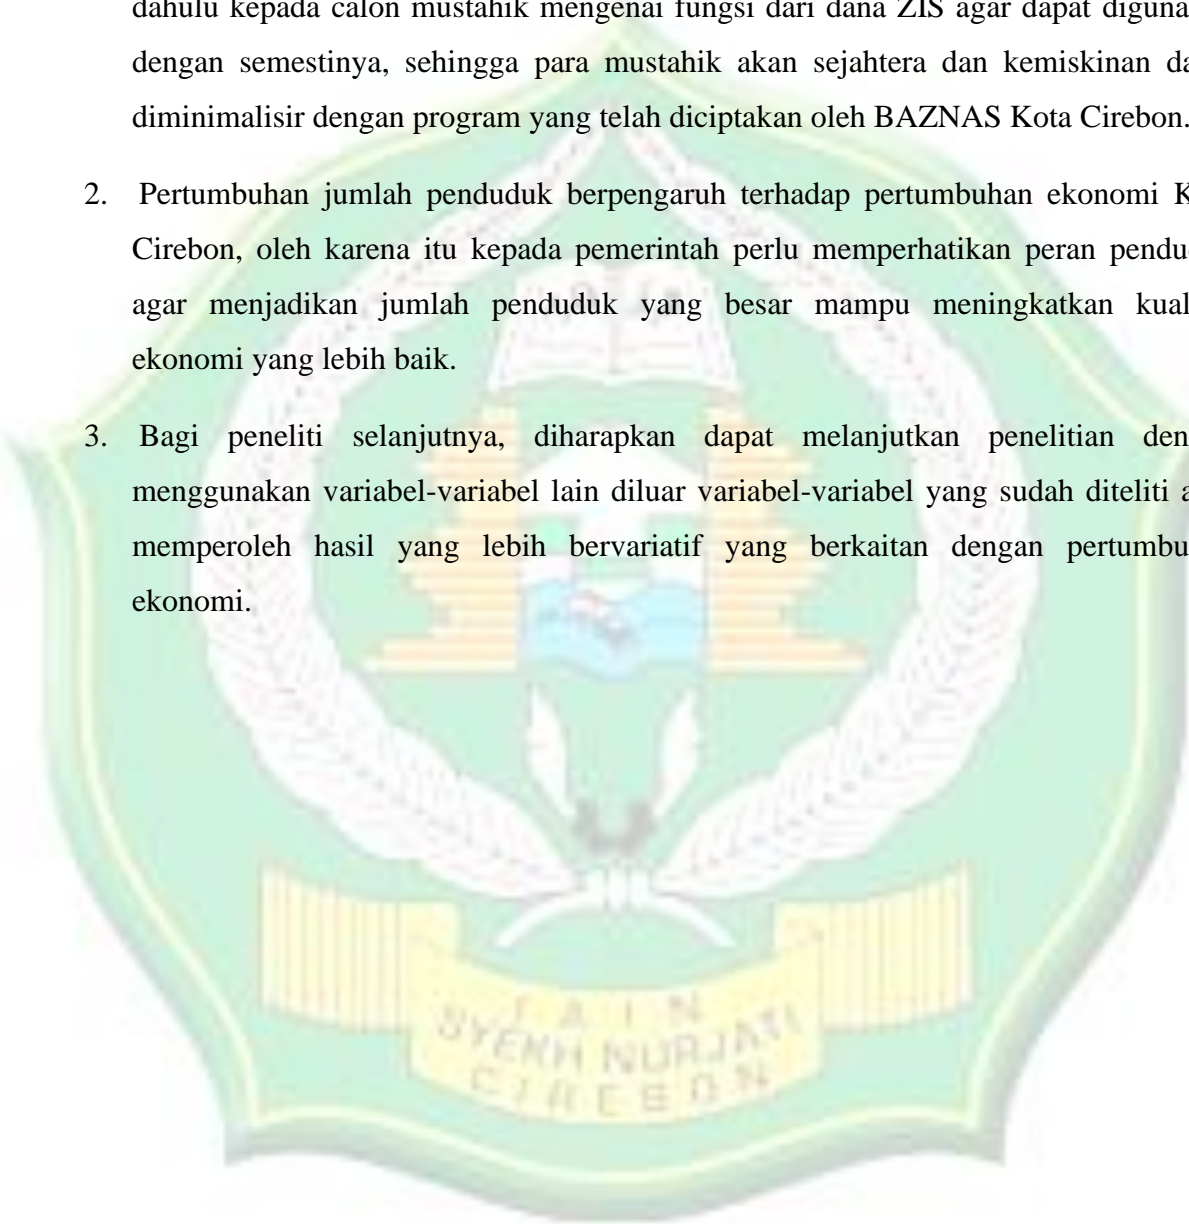 dahulu kepada calon mustahik mengenai fungsi dari dana ZIS agar dapat diguna
dengan semestinya, sehingga para mustahik akan sejahtera dan kemiskinan da
diminimalisir dengan program yang telah diciptakan oleh BAZNAS Kota Cirebon.
2. Pertumbuhan jumlah penduduk berpengaruh terhadap pertumbuhan ekonomi K
Cirebon, oleh karena itu kepada pemerintah perlu memperhatikan peran pendu
agar menjadikan jumlah penduduk yang besar mampu meningkatkan kual
ekonomi yang lebih baik.
3. Bagi peneliti selanjutnya, diharapkan dapat melanjutkan penelitian den
menggunakan variabel-variabel lain diluar variabel-variabel yang sudah diteliti a
memperoleh hasil yang lebih bervariatif yang berkaitan dengan pertumbu
ekonomi.
IAIN
SYEKH NURJATI
CIREBON